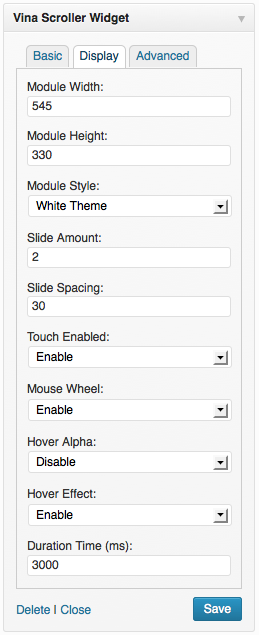 Vina Scroller Widget
Basic Display Advanced
Module Width:
545
Module Height:
330
Module Style:
White Theme
Slide Amount:
2
Slide Spacing:
30
Touch Enabled:
Enable
Mouse Wheel:
Enable
Hover Alpha:
Disable
Hover Effect:
Enable
Duration Time (ms):
3000
Delete | Close Save